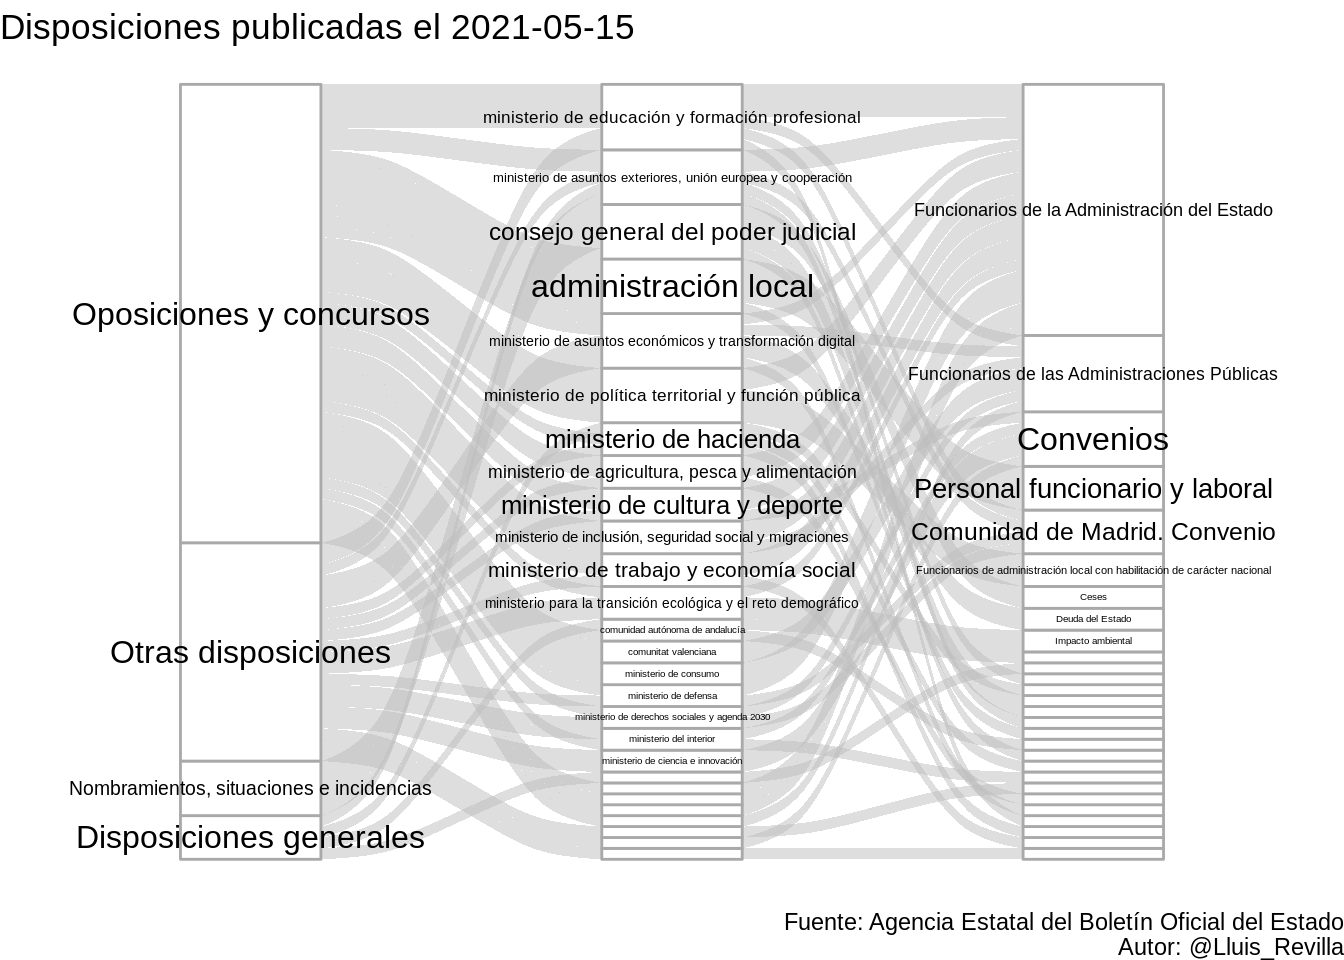 Disposiciones publicadas el 2021-05-15
Oposiciones y concursos
Otras disposiciones
Nombramientos, situaciones e incidencias
Disposiciones generales
ministerio de educación y formación profesional
ministerio de asuntos exteriores, unión europea y cooperación
consejo general del poder judicial
administración local
ministerio de asuntos económicos y transformación digital
ministerio de política territorial y función pública
ministerio de hacienda
ministerio de agricultura, pesca y alimentación
ministerio de cultura y deporte
ministerio de inclusión, seguridad social y migraciones
ministerio de trabajo y economía social
ministerio para la transición ecológica y el reto demográfico
comunidad autónoma de andalucía
comunitat valenciana
ministerio de consumo
ministerio de defensa
ministerio de derechos sociales y agenda 2030
ministerio del interior
ministerio de ciencia e innovación
Funcionarios de la Administración del Estado
Funcionarios de las Administraciones Públicas
Convenios
Personal funcionario y laboral
Comunidad de Madrid. Convenio
Funcionarios de administración local con habilitación de carácter nacional
Ceses
Deuda del Estado
Impacto ambiental
Fuente: Agencia Estatal del Boletín Oficial del Estado
Autor: @Lluis_Revilla